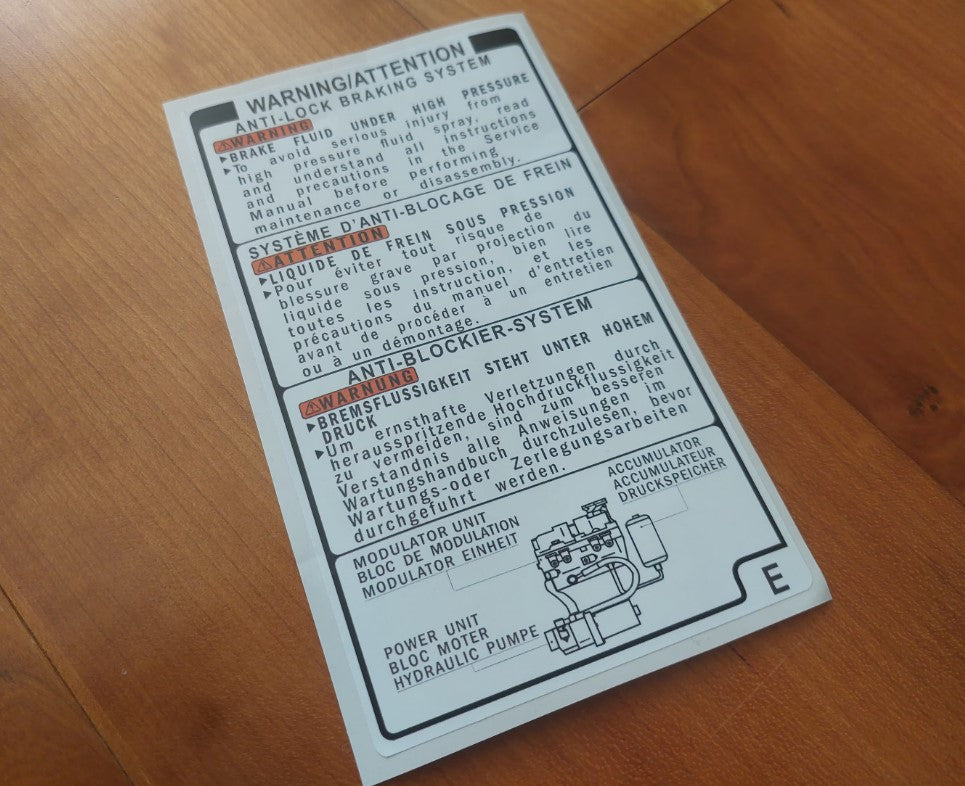 WARNING/ATTENTION
ANTI-LOCK BRAKING SYSTEM
⚠WARNING
▶BRAKE FLUID UNDER HIGH PRESSURE
▶To avoid serious injury from
high pressure fluid spray, read
and understand all instructions
and precautions in the Service
Manual before performing
maintenance or disassembly.
SYSTÈME D'ANTI-BLOCAGE DE FREIN
⚠ATTENTION
▶LIQUIDE DE FREIN SOUS PRESSION
▶Pour éviter tout risque de
blessure grave par projection du
liquide sous pression, bien lire
toutes les instruction, et les
précautions du manuel d'entretien
avant de procéder à un entretien
ou à un démontage.
ANTI-BLOCKIER-SYSTEM
⚠WARNUNG
▶BREMSFLUSSIGKEIT STEHT UNTER HOHEM
DRUCK
▶Um ernsthafte Verletzungen durch
herausspritzende Hochdruckflussigkeit
zu vermeiden, sind zum besseren
Verstandnis alle Anweisungen im
Wartungshandbuch durchzulesen, bevor
Wartungs-oder Zerlegungsarbeiten
durchgefuhrt werden.
ACCUMULATOR
ACCUMULATEUR
DRUCKSPEICHER
MODULATOR UNIT
BLOC DE MODULATION
MODULATOR EINHEIT
POWER UNIT
BLOC MOTER
HYDRAULIC PUMPE
E